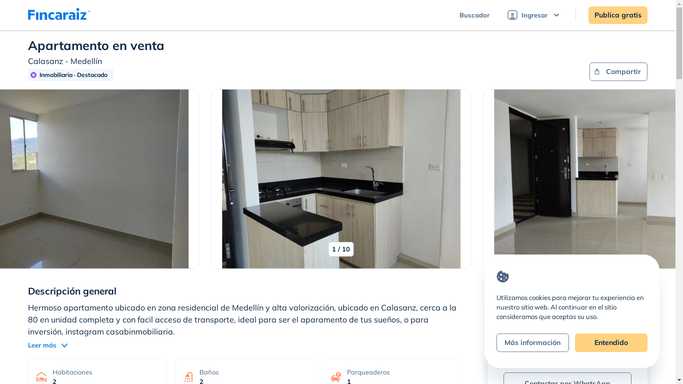 Fincaraiz
Buscador
Ingresar
Publica gratis
Apartamento en venta
Calasanz - Medellín
Inmobiliaria - Destacado
Compartir
1 / 10
Descripción general
Hermoso apartamento ubicado en zona residencial de Medellín y alta valorización, ubicado en Calasanz, cerca a la
80 en unidad completa y con facil acceso de transporte, ideal para ser el aparamento de tus sueños, o para
inversión, instagram casabinmobiliaria.
Leer más
Habitaciones
2
Baños
2
Parqueaderos
1
Utilizamos cookies para mejorar tu experiencia en
nuestro sitio web. Al continuar en el sitio
consideramos que aceptas su uso.
Más información
Entendido
Contactar por WhatsApp